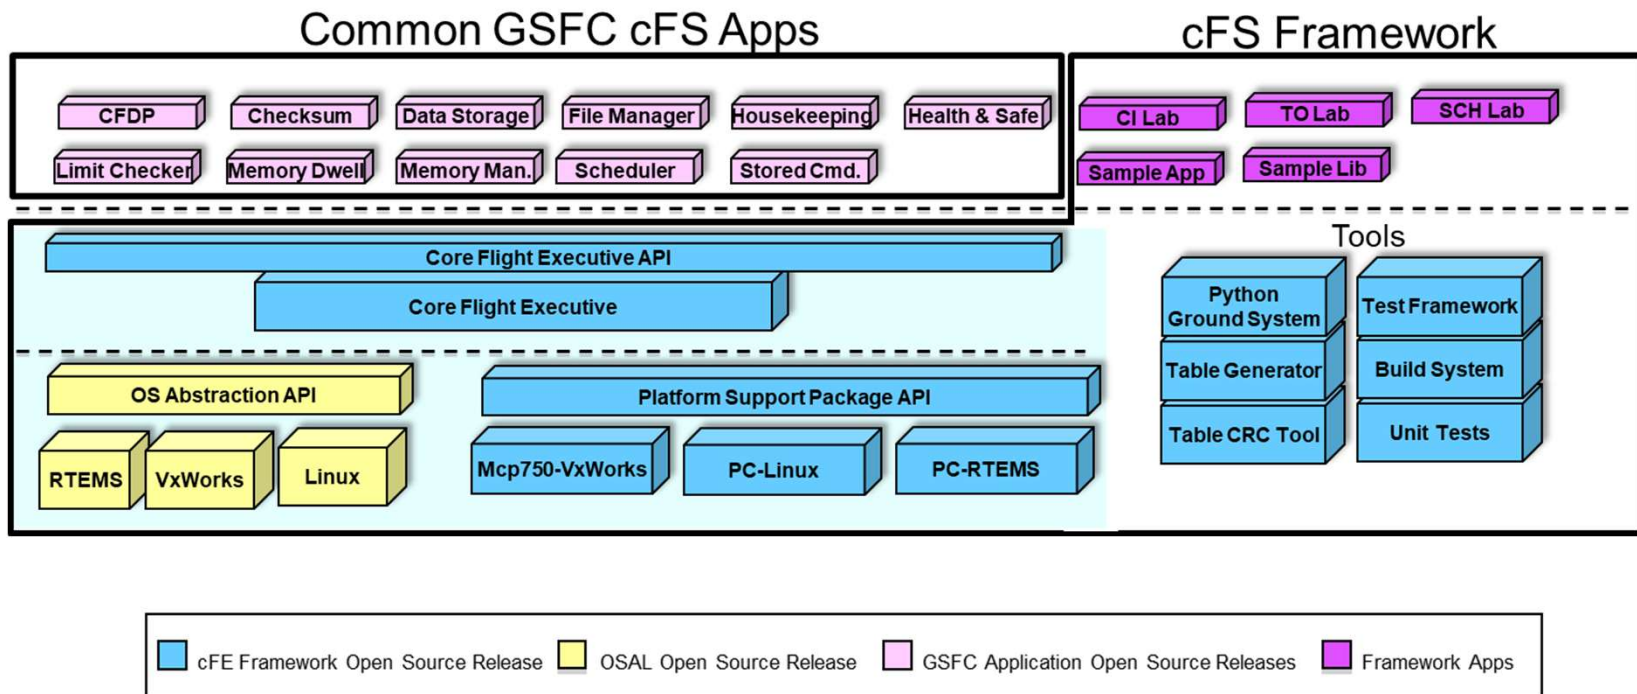 Common GSFC cFS Apps
cFS Framework
CFDP
Checksum
Data Storage
File Manager
Housekeeping
Health & Safe
Limit Checker
Memory Dwell
Memory Man.
Scheduler
Stored Cmd.
CI Lab
TO Lab
SCH Lab
Sample App
Sample Lib
Core Flight Executive API
Core Flight Executive
OS Abstraction API
Platform Support Package API
RTEMS
VxWorks
Linux
Mcp750-VxWorks
PC-Linux
PC-RTEMS
Tools
Python
Ground System
Test Framework
Table Generator
Build System
Table CRC Tool
Unit Tests
cFE Framework Open Source Release
OSAL Open Source Release
GSFC Application Open Source Releases
Framework Apps